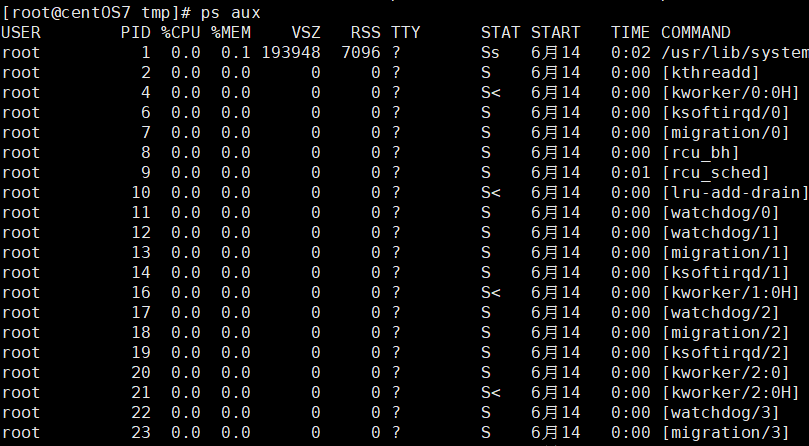 [root@centOS7 tmp]# ps aux
USER PID %CPU %MEM VSZ RSS TTY STAT START TIME COMMAND
root 1 0.0 0.1 193948 7096 ? Ss 6月14 0:02 /usr/lib/system
root 2 0.0 0.0 0 0 ? S 6月14 0:00 [kthreadd]
root 4 0.0 0.0 0 0 ? S< 6月14 0:00 [kworker/0:0H]
root 6 0.0 0.0 0 0 ? S 6月14 0:00 [ksoftirqd/0]
root 7 0.0 0.0 0 0 ? S 6月14 0:00 [migration/0]
root 8 0.0 0.0 0 0 ? S 6月14 0:00 [rcu_bh]
root 9 0.0 0.0 0 0 ? S 6月14 0:01 [rcu_sched]
root 10 0.0 0.0 0 0 ? S< 6月14 0:00 [lru-add-drain]
root 11 0.0 0.0 0 0 ? S 6月14 0:00 [watchdog/0]
root 12 0.0 0.0 0 0 ? S 6月14 0:00 [watchdog/1]
root 13 0.0 0.0 0 0 ? S 6月14 0:00 [migration/1]
root 14 0.0 0.0 0 0 ? S 6月14 0:00 [ksoftirqd/1]
root 16 0.0 0.0 0 0 ? S< 6月14 0:00 [kworker/1:0H]
root 17 0.0 0.0 0 0 ? S 6月14 0:00 [watchdog/2]
root 18 0.0 0.0 0 0 ? S 6月14 0:00 [migration/2]
root 19 0.0 0.0 0 0 ? S 6月14 0:00 [ksoftirqd/2]
root 20 0.0 0.0 0 0 ? S 6月14 0:00 [kworker/2:0]
root 21 0.0 0.0 0 0 ? S< 6月14 0:00 [kworker/2:0H]
root 22 0.0 0.0 0 0 ? S 6月14 0:00 [watchdog/3]
root 23 0.0 0.0 0 0 ? S 6月14 0:00 [migration/3]